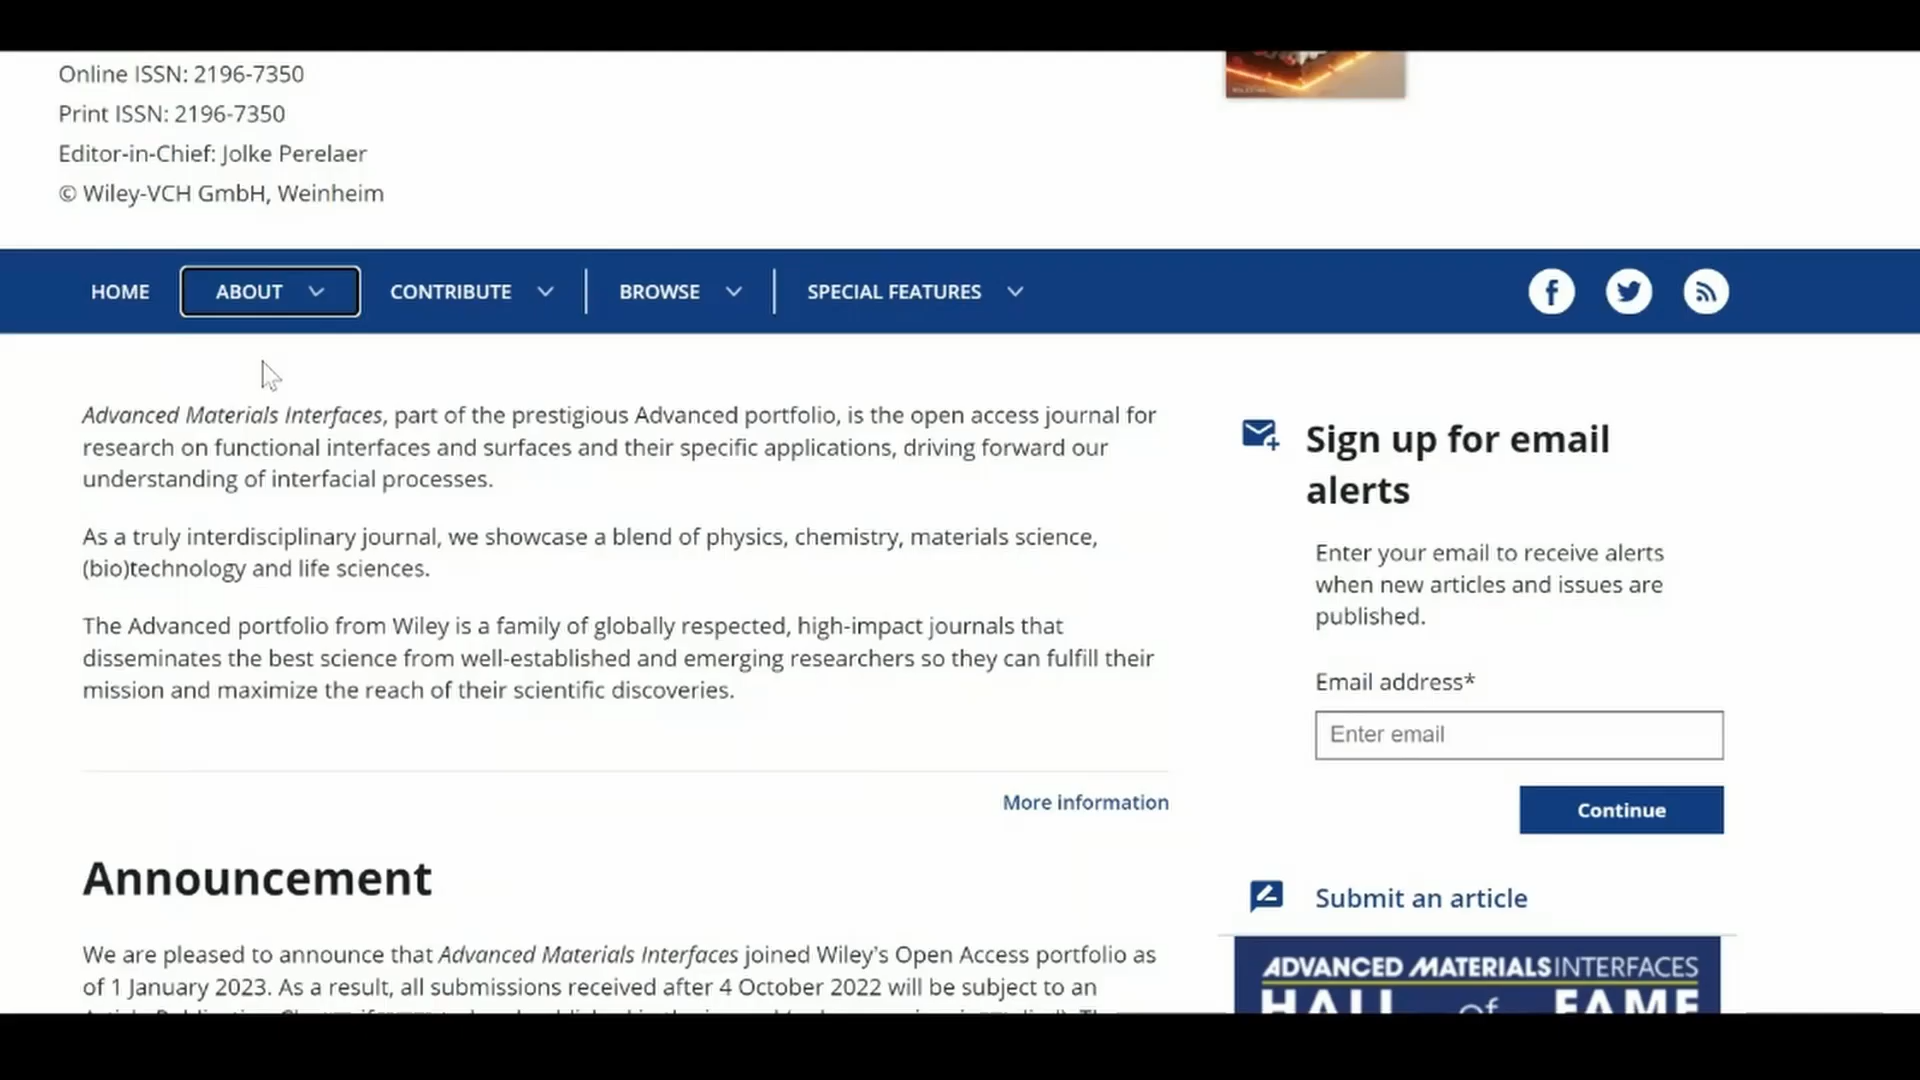 Online ISSN: 2196-7350
Print ISSN: 2196-7350
Editor-in-Chief: Jolke Perelaer
© Wiley-VCH GmbH, Weinheim
HOME ABOUT CONTRIBUTE BROWSE SPECIAL FEATURES
Advanced Materials Interfaces, part of the prestigious Advanced portfolio, is the open access journal for
research on functional interfaces and surfaces and their specific applications, driving forward our
understanding of interfacial processes.
As a truly interdisciplinary journal, we showcase a blend of physics, chemistry, materials science,
(bio)technology and life sciences.
The Advanced portfolio from Wiley is a family of globally respected, high-impact journals that
disseminates the best science from well-established and emerging researchers so they can fulfill their
mission and maximize the reach of their scientific discoveries.
More information
Announcement
We are pleased to announce that Advanced Materials Interfaces joined Wiley's Open Access portfolio as
of 1 January 2023. As a result, all submissions received after 4 October 2022 will be subject to an
Sign up for email
alerts
Enter your email to receive alerts
when new articles and issues are
published.
Email address*
Enter email
Continue
Submit an article
ADVANCED MATERIALS INTERFACES
HALL of FAME